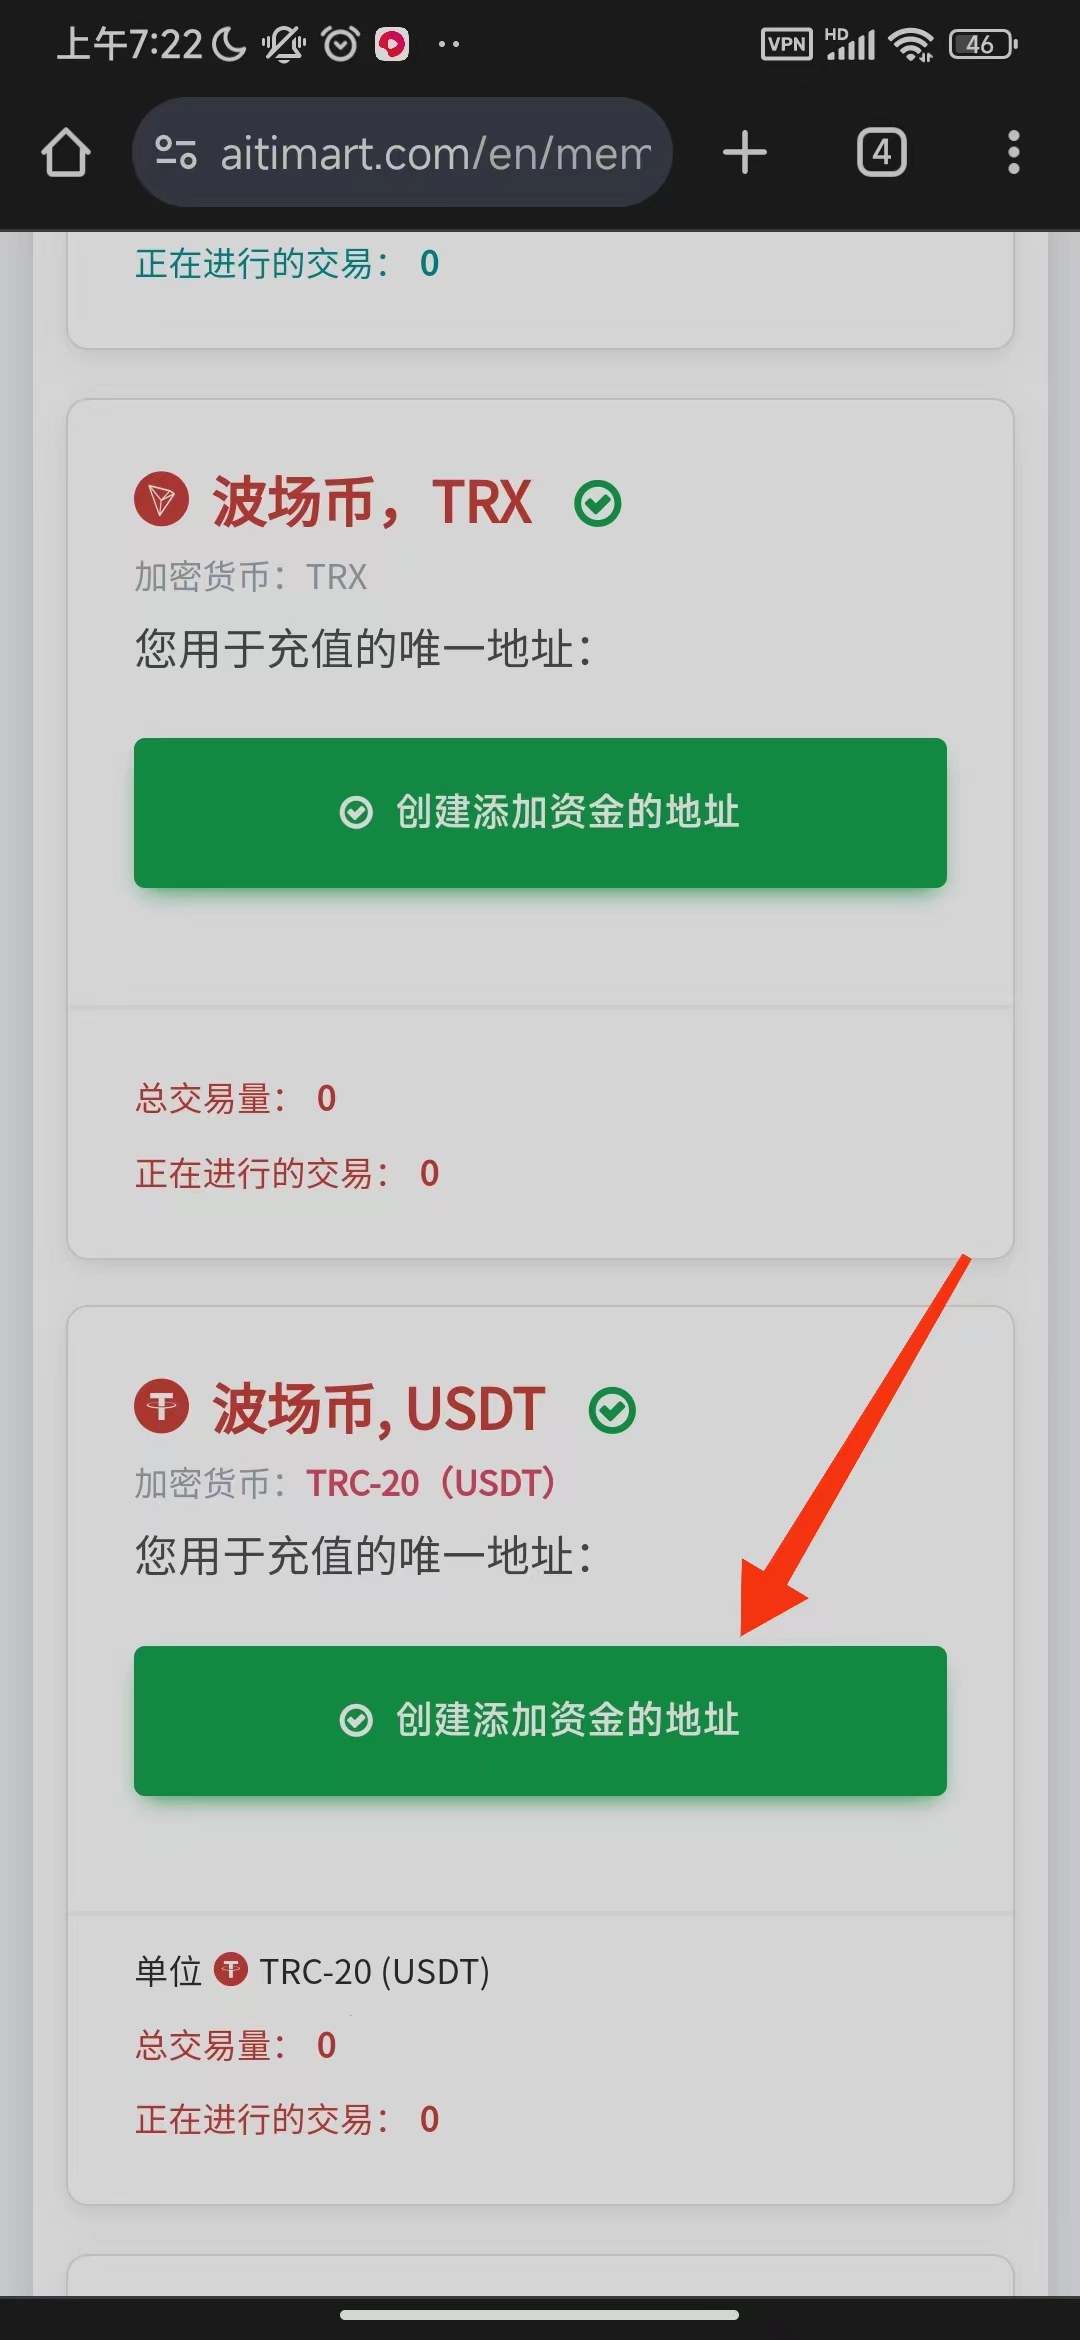 上午7:22
VPN HD 46
aitimart.com/en/mem
4
正在进行的交易： 0
波场币，TRX
加密货币：TRX
您用于充值的唯一地址：
创建添加资金的地址
总交易量： 0
正在进行的交易： 0
波场币, USDT
加密货币：TRC-20（USDT）
您用于充值的唯一地址：
创建添加资金的地址
单位 TRC-20 (USDT)
总交易量： 0
正在进行的交易： 0